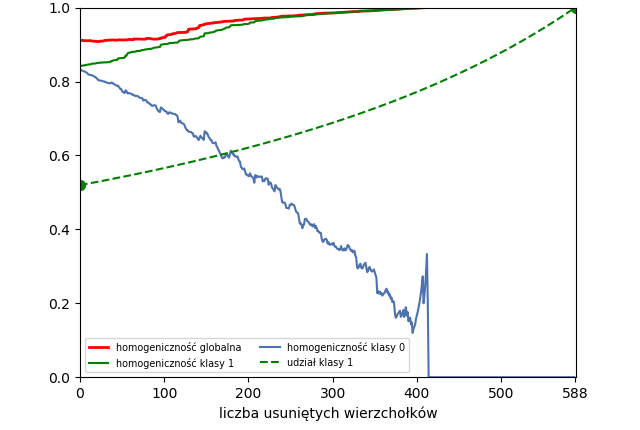 1.0
0.8
0.6
0.4
0.2
0.0
homogeniczność globalna
homogeniczność klasy 1
homogeniczność klasy 0
udział klasy 1
0 100 200 300 400 500 588
liczba usuniętych wierzchołków